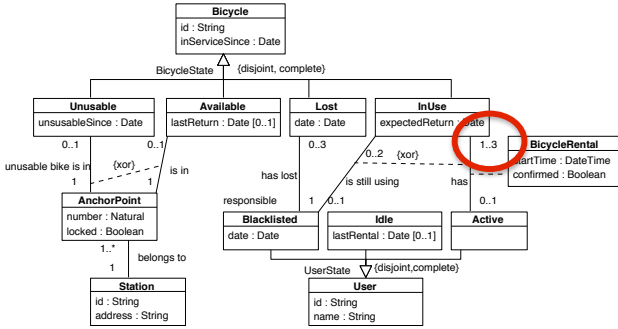 Bicycle
id : String
inServiceSince : Date
BicycleState
{disjoint, complete}
Unusable
unsusableSince : Date
Available
lastReturn : Date [0..1]
Lost
date : Date
InUse
expectedReturn : Date
0..1
0..1
0..3
0..2
{xor}
1..3
BicycleRental
startTime : DateTime
confirmed : Boolean
unusable bike is in
{xor}
is in
1
1
has lost
is still using
has
AnchorPoint
number : Natural
locked : Boolean
responsible
1
0..1
0..1
Blacklisted
date : Date
Idle
lastRental : Date [0..1]
Active
1..*
belongs to
1
UserState
{disjoint,complete}
Station
id : String
address : String
User
id : String
name : String